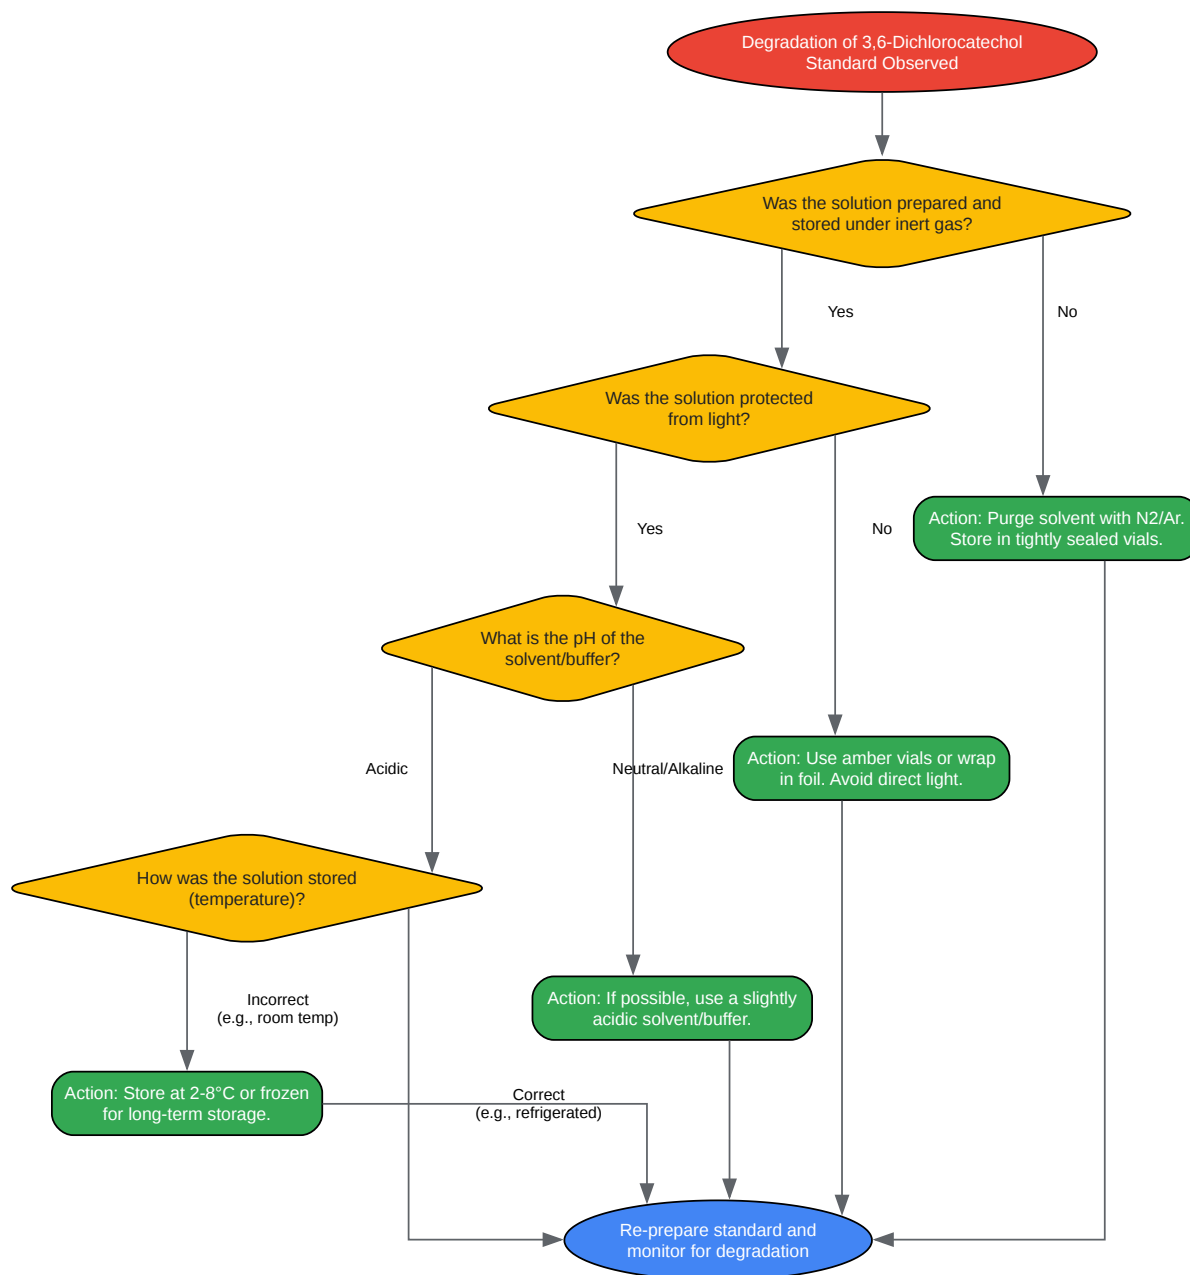 Degradation of 3,6-Dichlorocatechol
Standard Observed
Was the solution prepared and
stored under inert gas?
Yes
No
Was the solution protected
from light?
Yes
No
Action: Purge solvent with N2/Ar.
Store in tightly sealed vials.
What is the pH of the
solvent/buffer?
Acidic
Neutral/Alkaline
Action: Use amber vials or wrap
in foil. Avoid direct light.
How was the solution stored
(temperature)?
Incorrect
(e.g., room temp)
Action: If possible, use a slightly
acidic solvent/buffer.
Action: Store at 2-8°C or frozen
for long-term storage.
Correct
(e.g., refrigerated)
Re-prepare standard and
monitor for degradation